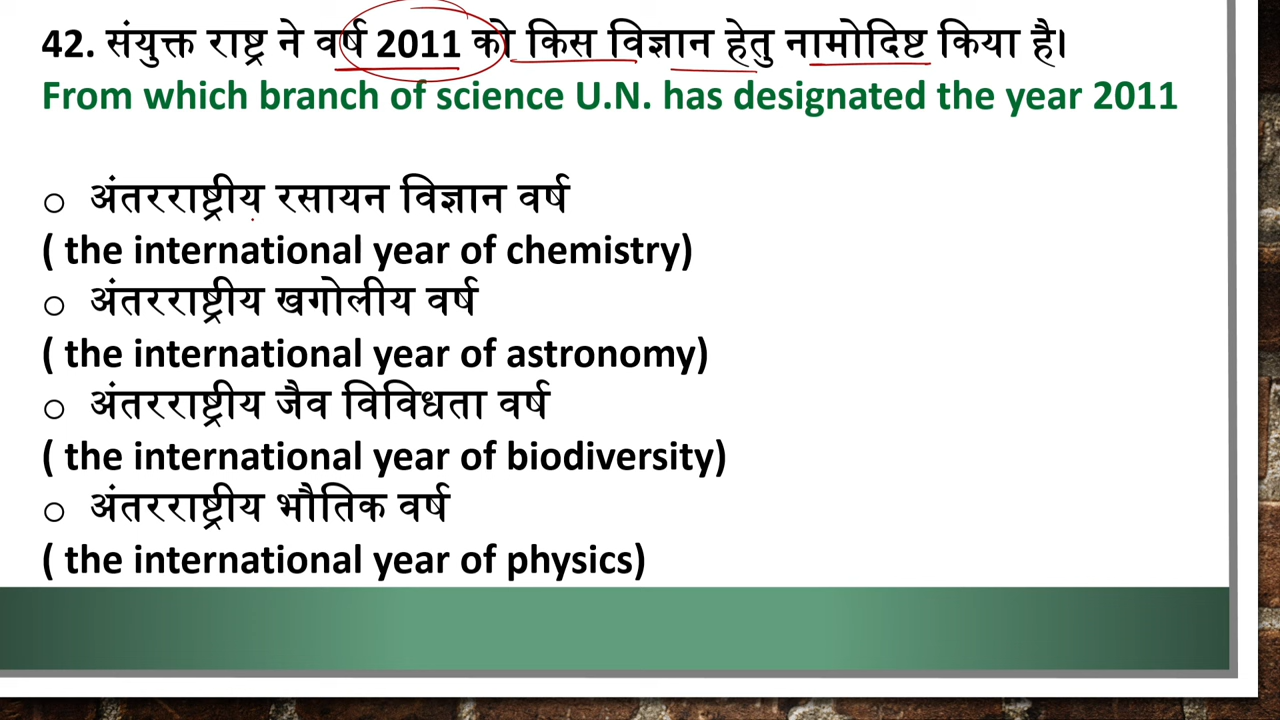 42. संयुक्त राष्ट्र ने वर्ष 2011 को किस विज्ञान हेतु नामोदिष्ट किया है।
From which branch of science U.N. has designated the year 2011
○ अंतरराष्ट्रीय रसायन विज्ञान वर्ष
( the international year of chemistry)
○ अंतरराष्ट्रीय खगोलीय वर्ष
( the international year of astronomy)
○ अंतरराष्ट्रीय जैव विविधता वर्ष
( the international year of biodiversity)
○ अंतरराष्ट्रीय भौतिक वर्ष
( the international year of physics)